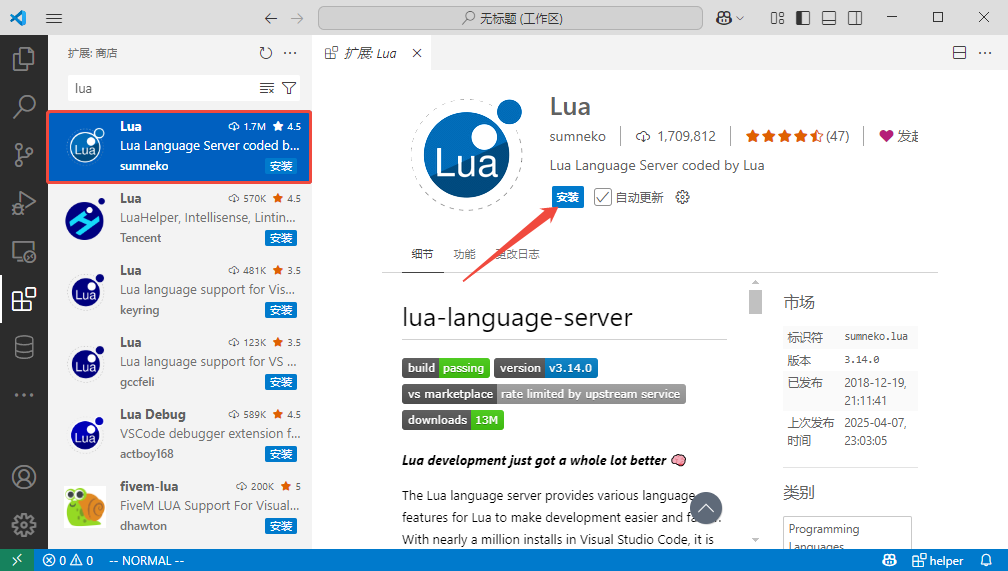 无标题 (工作区)
扩展: 商店
lua
Lua
1.7M
4.5
Lua Language Server coded b...
sumneko
安装
Lua
570K
4.5
LuaHelper, Intellisense, Lintin...
Tencent
安装
Lua
481K
3.5
Lua language support for Vis...
keyring
安装
Lua
123K
3.5
Lua language support for VS ...
gccfeli
安装
Lua Debug
589K
4.5
VSCode debugger extension f...
actboy168
安装
fivem-lua
200K
5
FiveM LUA Support For Visual...
dhawton
安装
扩展: Lua
Lua
Lua
sumneko
1,709,812
(47)
发起
Lua Language Server coded by Lua
安装
自动更新
细节
功能
更改日志
lua-language-server
build passing
version v3.14.0
vs marketplace rate limited by upstream service
downloads 13M
Lua development just got a whole lot better 🧠
The Lua language server provides various language
features for Lua to make development easier and
With nearly a million installs in Visual Studio Code, it is
市场
标识符 sumneko.lua
版本 3.14.0
已发布 2018-12-19,
21:11:41
上次发布 2025-04-07,
时间 23:03:05
类别
Programming
Languages
0
0
-- NORMAL --
helper